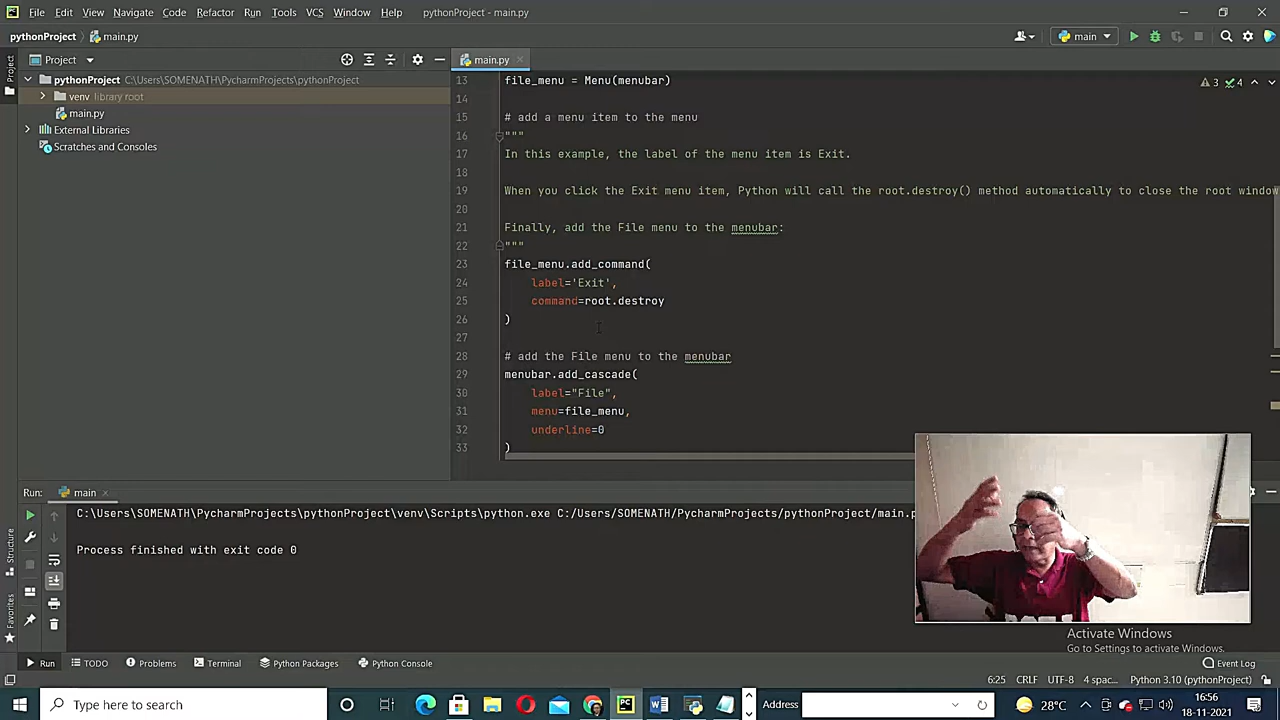 File Edit View Navigate Code Refactor Run Tools VCS Window Help pythonProject - main.py
pythonProject main.py main
Project main.py
pythonProject C:\Users\SOMENATH\PycharmProjects\pythonProject
venv library root
main.py
External Libraries
Scratches and Consoles
Project
13 file_menu = Menu(menubar)
3 4
14
15 # add a menu item to the menu
16 """
17 In this example, the label of the menu item is Exit.
18
19 When you click the Exit menu item, Python will call the root.destroy() method automatically to close the root window
20
21 Finally, add the File menu to the menubar:
22 """
23 file_menu.add_command(
24 label='Exit',
25 command=root.destroy
26 )
27
28 # add the File menu to the menubar
29 menubar.add_cascade(
30 label="File",
31 menu=file_menu,
32 underline=0
33 )
Run: main
C:\Users\SOMENATH\PycharmProjects\pythonProject\venv\Scripts\python.exe C:/Users/SOMENATH/PycharmProjects/pythonProject/main.p
Process finished with exit code 0
Structure
Favorites
Activate Windows
Go to Settings to activate Windows.
Run TODO Problems Terminal Python Packages Python Console Event Log
6:25 CRLF UTF-8 4 spac... Python 3.10 (pythonProject)
Type here to search Address 28°C 16:56
18-11-2021